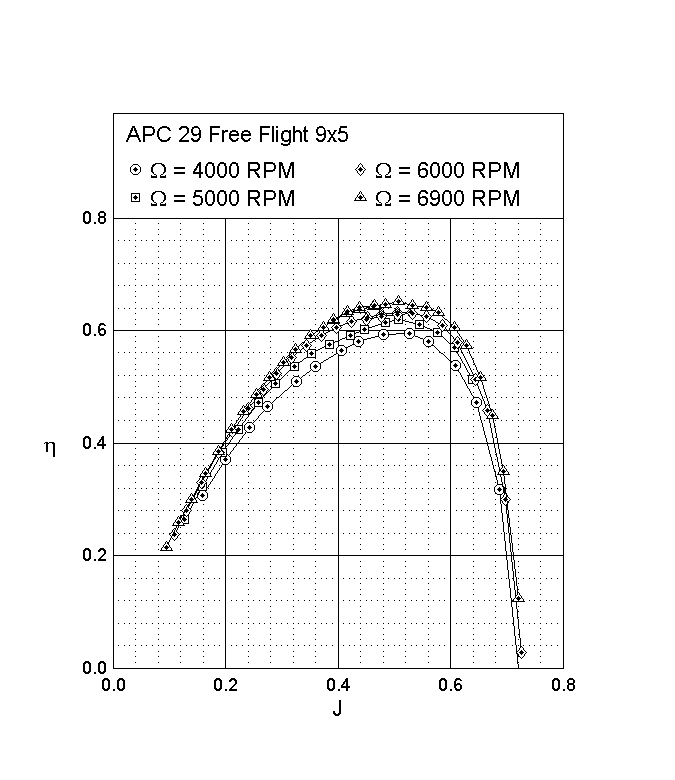 APC 29 Free Flight 9x5
Ω = 4000 RPM
Ω = 6000 RPM
Ω = 5000 RPM
Ω = 6900 RPM
0.8
0.6
0.4
η
0.2
0.0
0.0 0.2 0.4 0.6 0.8
J